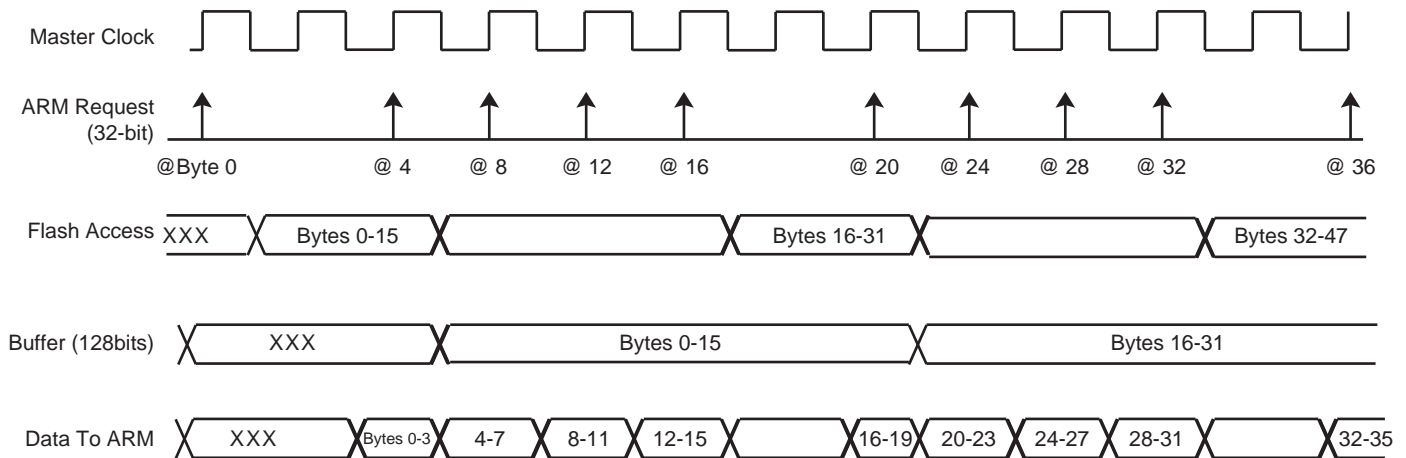 Master Clock
ARM Request
(32-bit)
@Byte 0 @ 4 @ 8 @ 12 @ 16 @ 20 @ 24 @ 28 @ 32 @ 36
Flash Access XXX Bytes 0-15 Bytes 16-31 Bytes 32-47
Buffer (128bits) XXX Bytes 0-15 Bytes 16-31
Data To ARM XXX Bytes 0-3 4-7 8-11 12-15 16-19 20-23 24-27 28-31 32-35